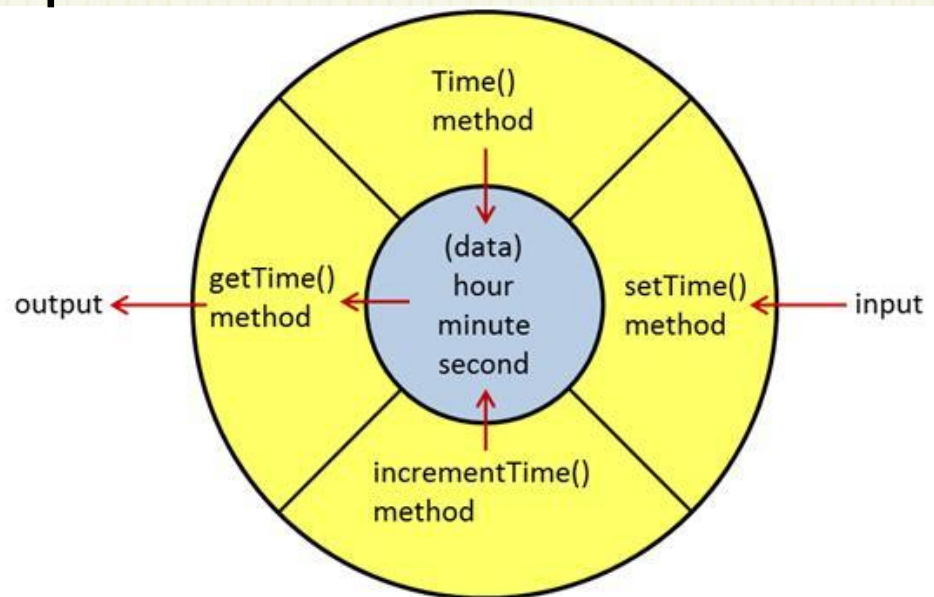 Time()
method
(data)
hour
minute
second
getTime()
method
output
setTime()
method
input
incrementTime()
method